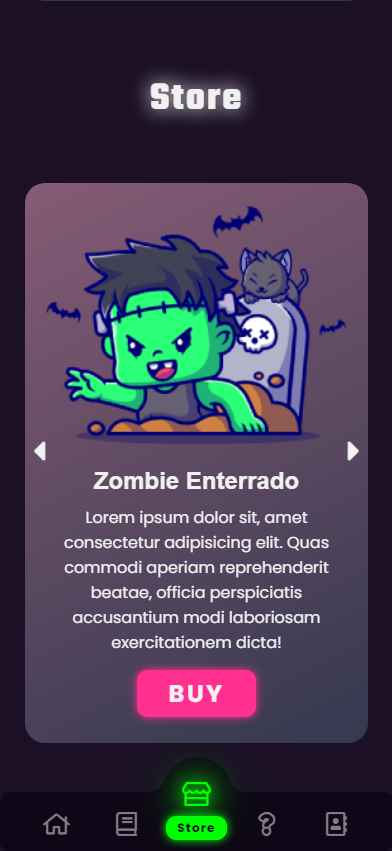 Store
Zombie Enterrado
Lorem ipsum dolor sit, amet
consectetur adipisicing elit. Quas
commodi aperiam reprehenderit
beatae, officia perspiciatis
accusantium modi laboriosam
exercitationem dicta!
BUY
Store